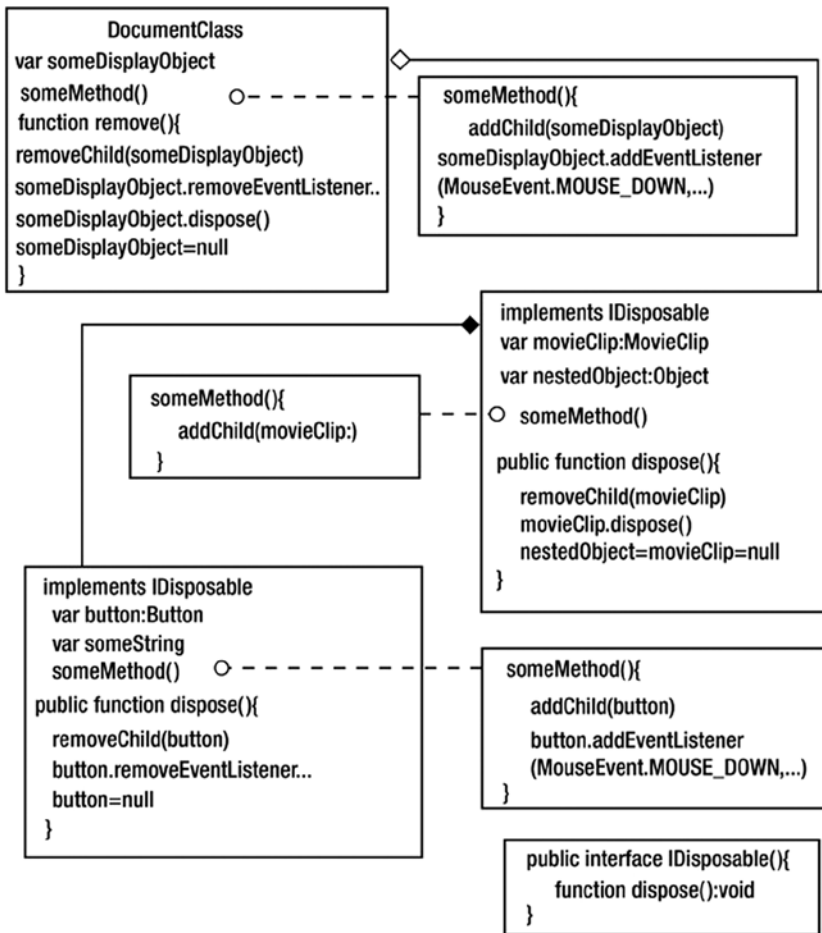 DocumentClass
var someDisplayObject
someMethod()
function remove(){
removeChild(someDisplayObject)
someDisplayObject.removeEventListener..
someDisplayObject.dispose()
someDisplayObject=null
}
someMethod(){
addChild(someDisplayObject)
someDisplayObject.addEventListener
(MouseEvent.MOUSE_DOWN,...)
}
implements IDisposable
var movieClip:MovieClip
var nestedObject:Object
someMethod()
public function dispose(){
removeChild(movieClip)
movieClip.dispose()
nestedObject=movieClip=null
}
someMethod(){
addChild(movieClip:)
}
implements IDisposable
var button:Button
var someString
someMethod()
public function dispose(){
removeChild(button)
button.removeEventListener...
button=null
}
someMethod(){
addChild(button)
button.addEventListener
(MouseEvent.MOUSE_DOWN,...)
}
public interface IDisposable(){
function dispose():void
}